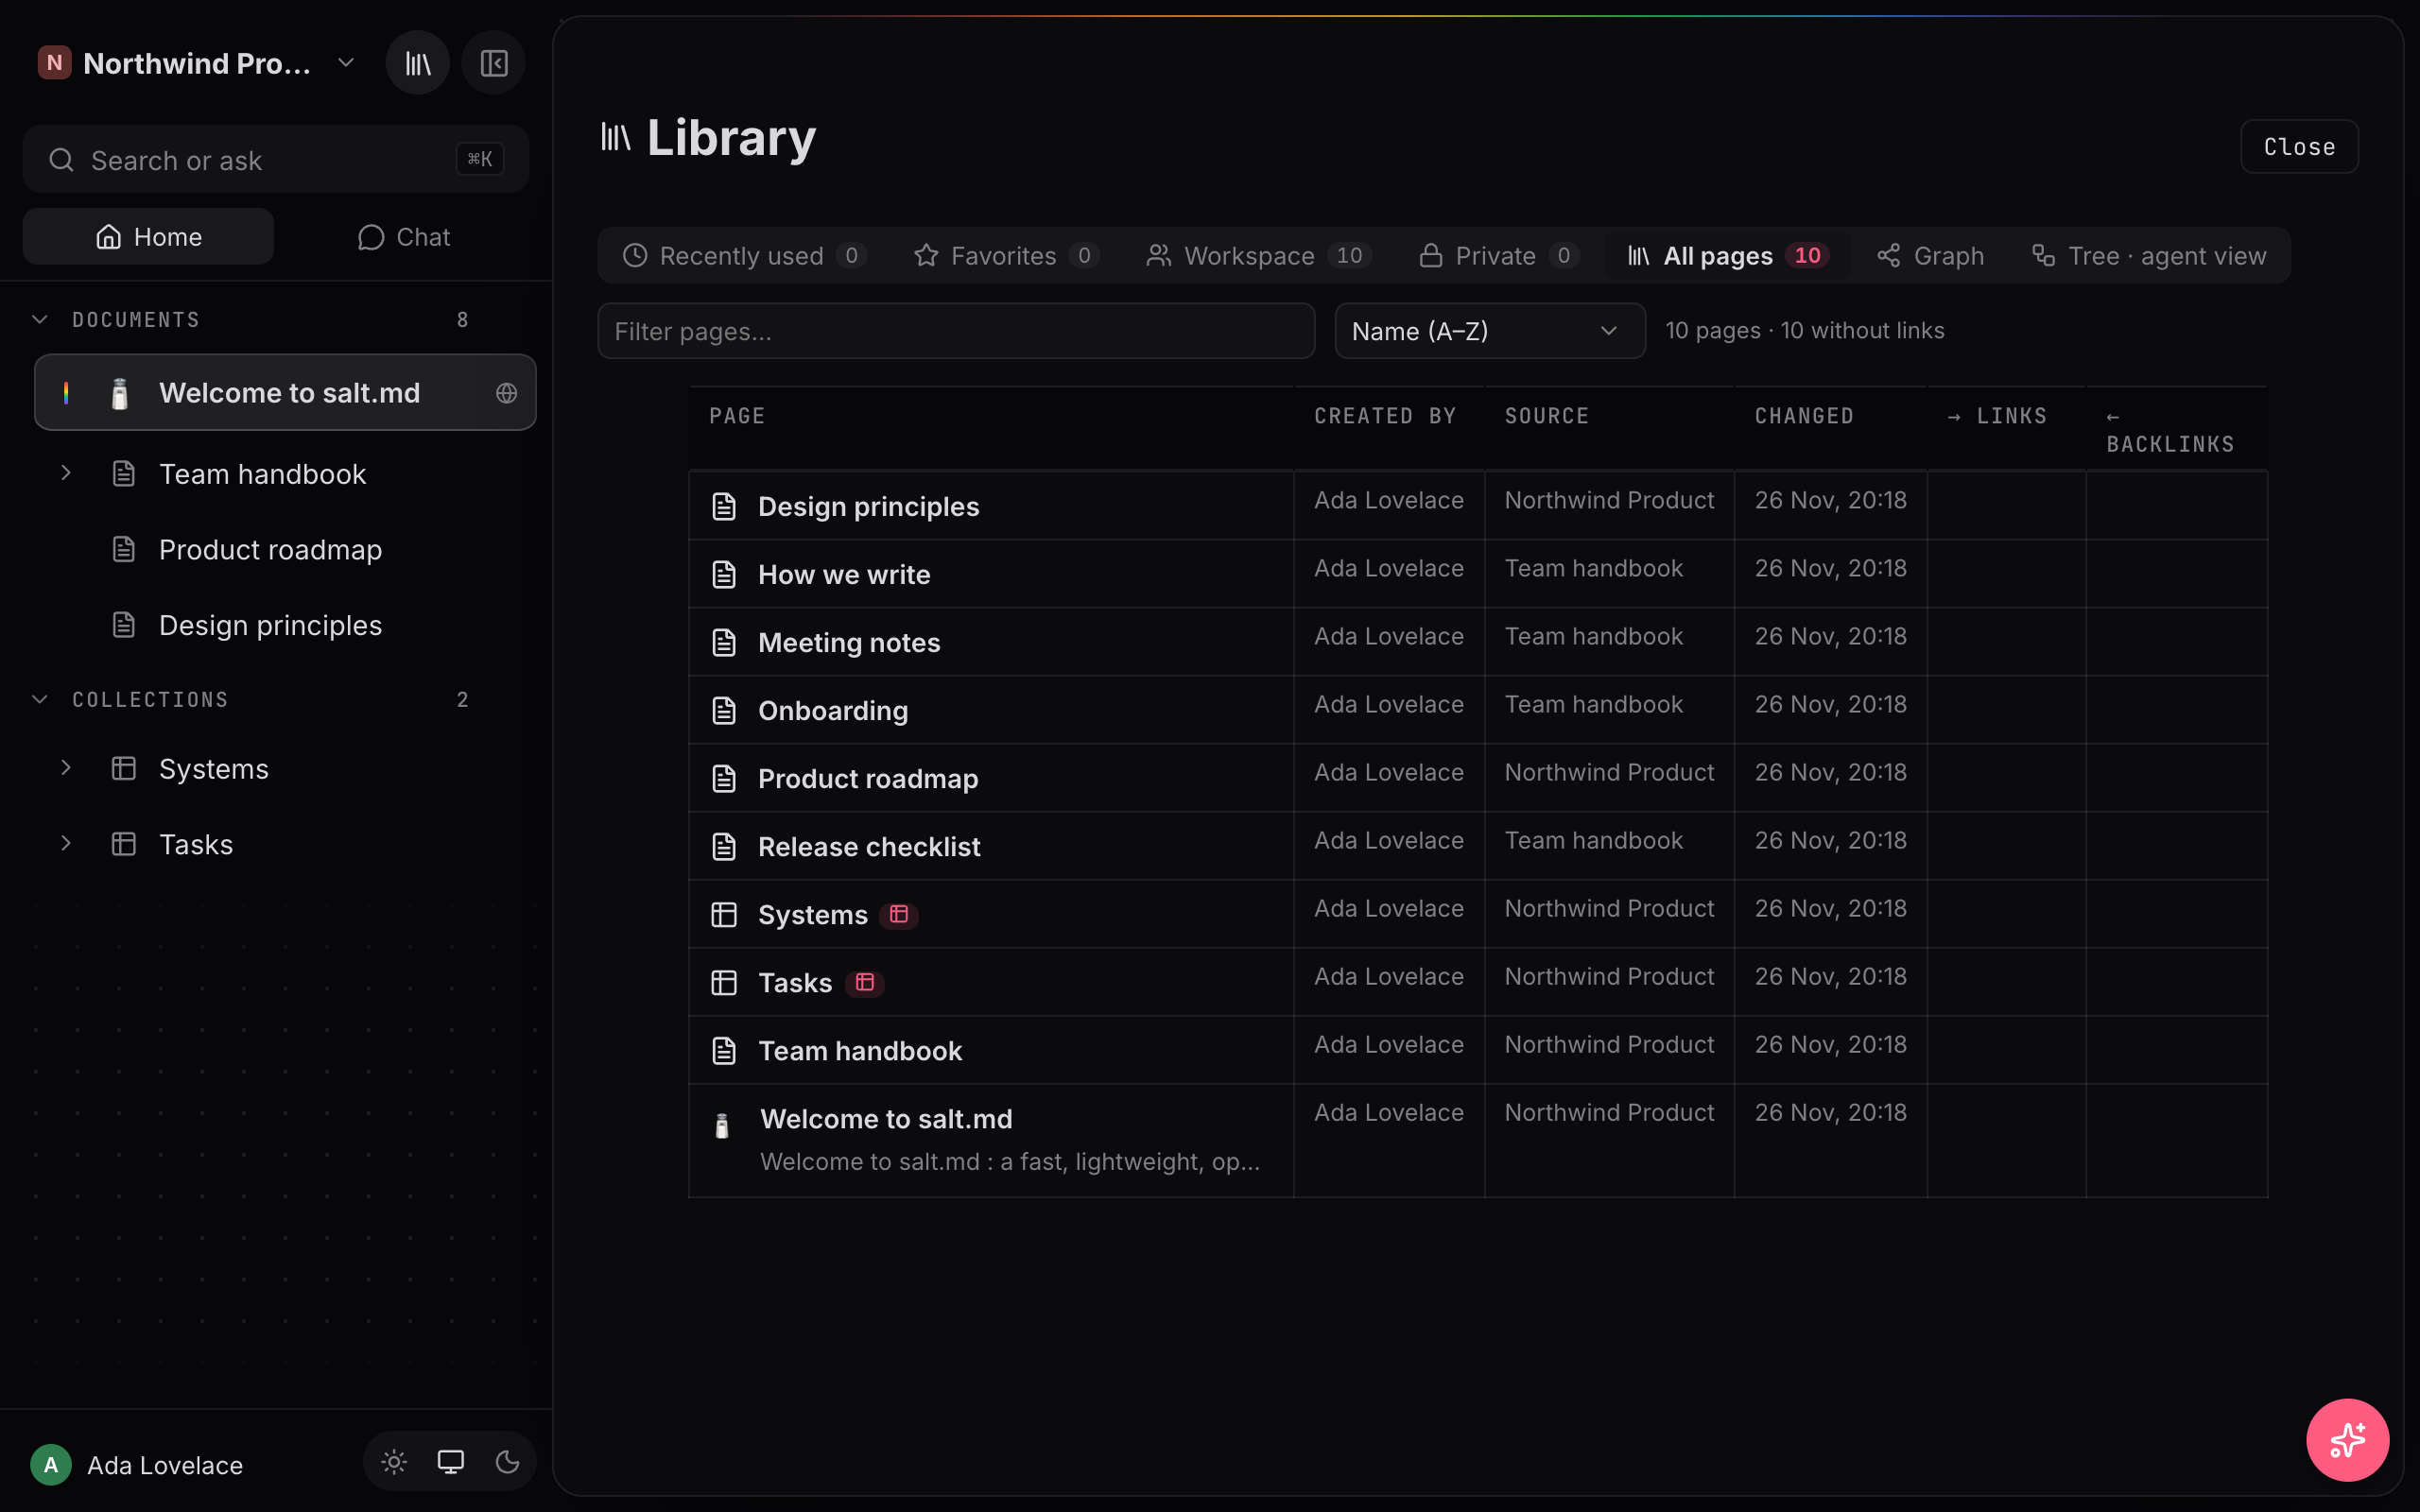 N Northwind Pro...
Search or ask ⌘K
Home Chat
DOCUMENTS 8
Welcome to salt.md
Team handbook
Product roadmap
Design principles
COLLECTIONS 2
Systems
Tasks
A Ada Lovelace
Library
Close
Recently used 0 Favorites 0 Workspace 10 Private 0 All pages 10 Graph Tree · agent view
Filter pages... Name (A–Z) 10 pages · 10 without links
PAGE CREATED BY SOURCE CHANGED → LINKS ← BACKLINKS
Design principles Ada Lovelace Northwind Product 26 Nov, 20:18
How we write Ada Lovelace Team handbook 26 Nov, 20:18
Meeting notes Ada Lovelace Team handbook 26 Nov, 20:18
Onboarding Ada Lovelace Team handbook 26 Nov, 20:18
Product roadmap Ada Lovelace Northwind Product 26 Nov, 20:18
Release checklist Ada Lovelace Team handbook 26 Nov, 20:18
Systems Ada Lovelace Northwind Product 26 Nov, 20:18
Tasks Ada Lovelace Northwind Product 26 Nov, 20:18
Team handbook Ada Lovelace Northwind Product 26 Nov, 20:18
Welcome to salt.md Ada Lovelace Northwind Product 26 Nov, 20:18
Welcome to salt.md : a fast, lightweight, op...